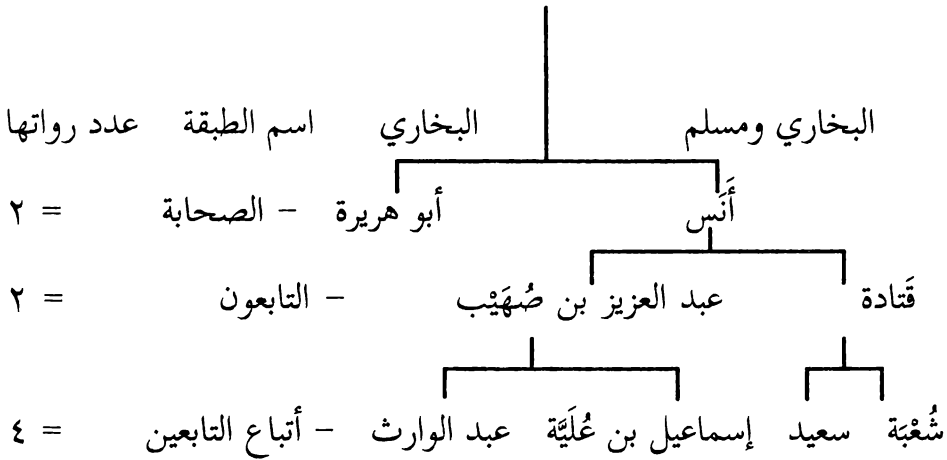 البخاري ومسلم البخاري اسم الطبقة عدد رواتها
أَنَس أبو هريرة – الصحابة = ٢
قَتادة عبد العزيز بن صُهَيْب – التابعون = ٢
شُعْبَة سعيد إسماعيل بن عُلَيَّة عبد الوارث – أتباع التابعين = ٤